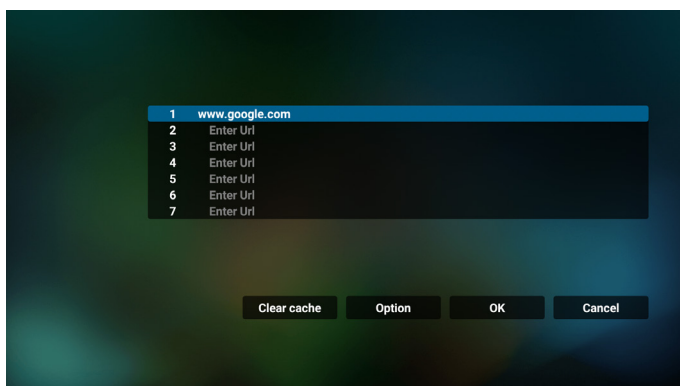 1 www.google.com
2 Enter Url
3 Enter Url
4 Enter Url
5 Enter Url
6 Enter Url
7 Enter Url
Clear cache Option OK Cancel